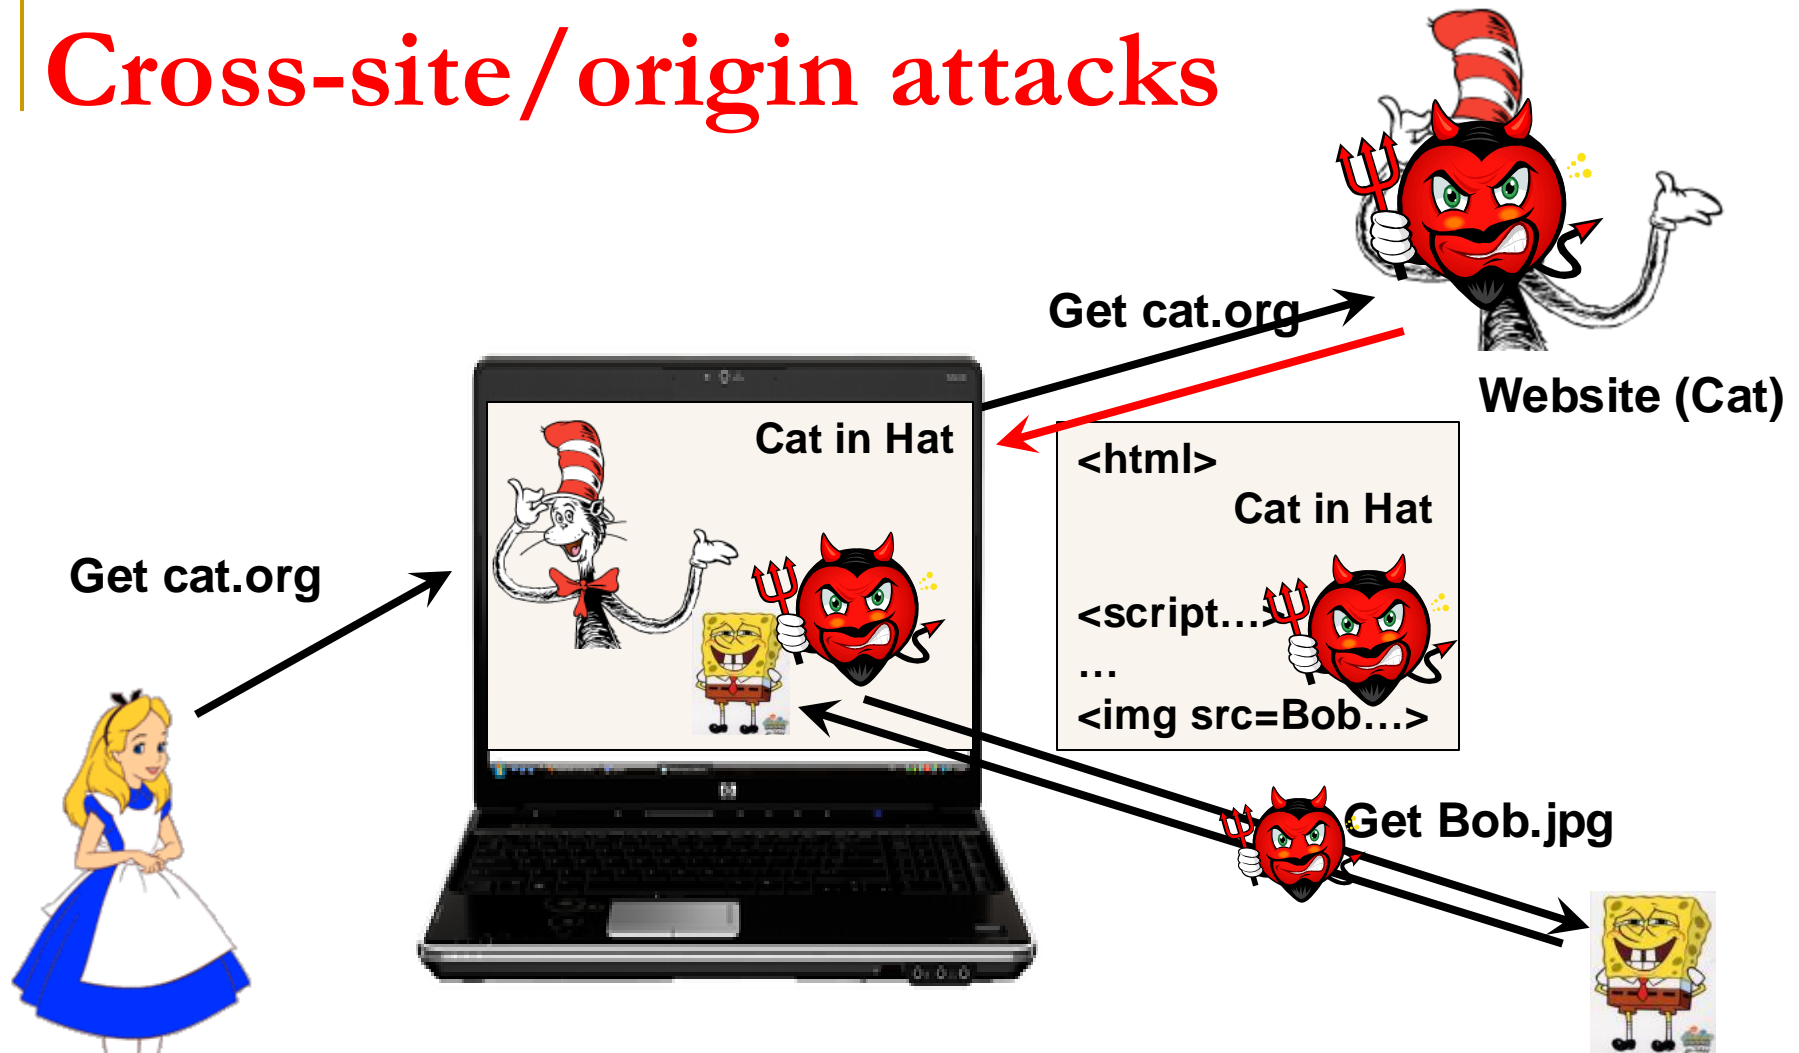 Cross-site/origin attacks
Get cat.org
Website (Cat)
Cat in Hat
<html>
Cat in Hat
Get cat.org
<script…>
…
<img src=Bob…>
Get Bob.jpg